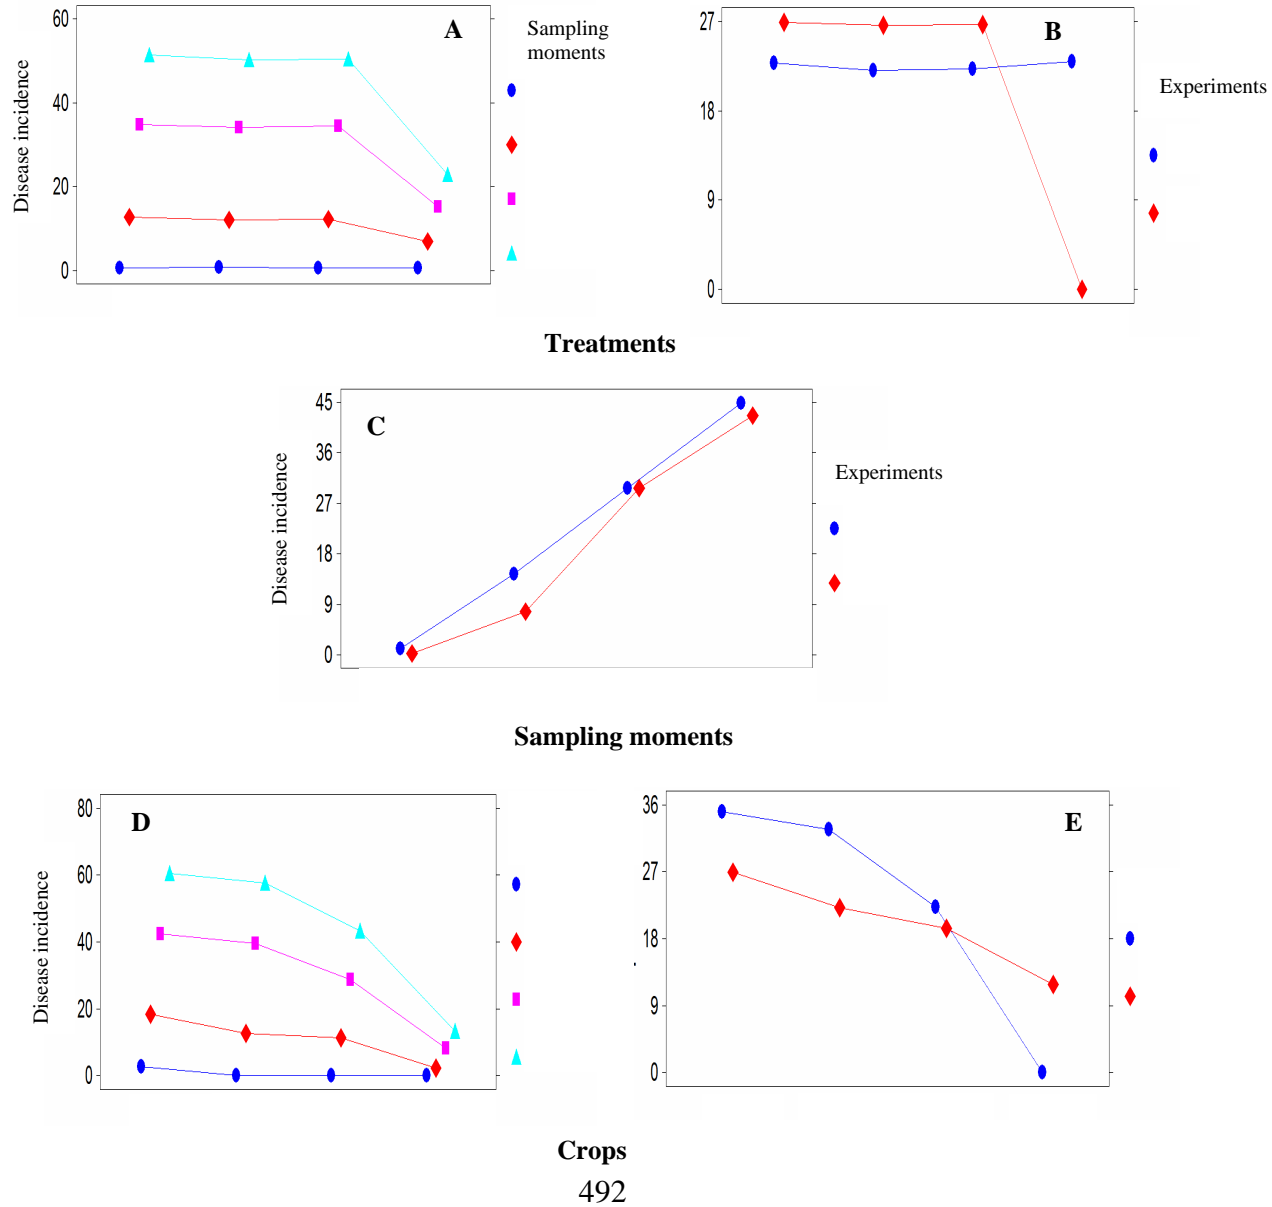 60
40
20
0
Disease incidence
A
Sampling
moments
27
18
9
0
B
Experiments
Treatments
45
36
27
18
9
0
Disease incidence
C
Experiments
Sampling moments
80
60
40
20
0
Disease incidence
D
36
27
18
9
0
E
Crops
492